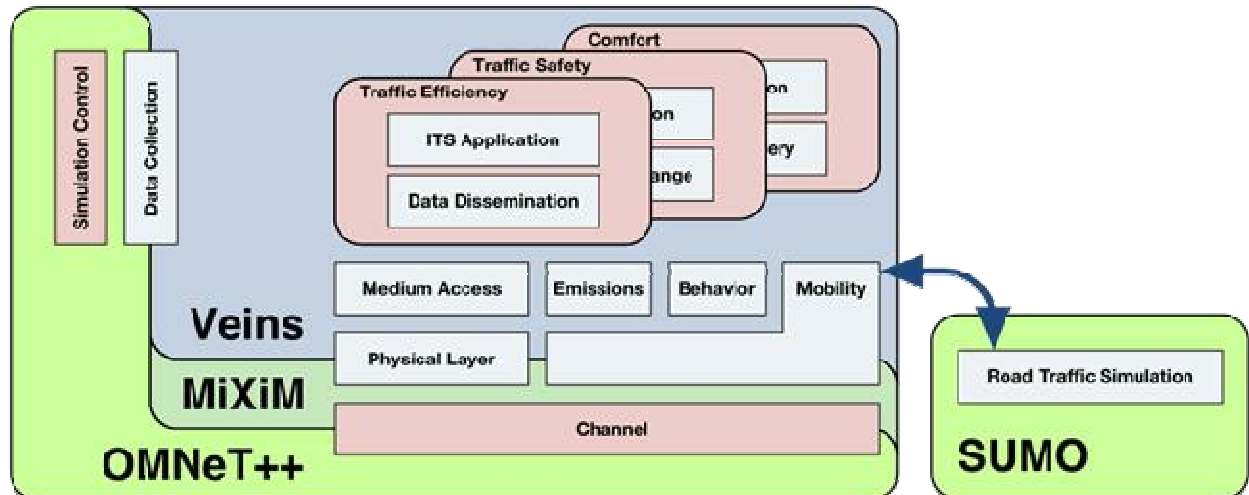 Simulation Control
Data Collection
Comfort
on
ery
Traffic Safety
on
ange
Traffic Efficiency
ITS Application
Data Dissemination
Medium Access
Emissions
Behavior
Mobility
Veins
Physical Layer
MiXiM
Channel
OMNeT++
Road Traffic Simulation
SUMO